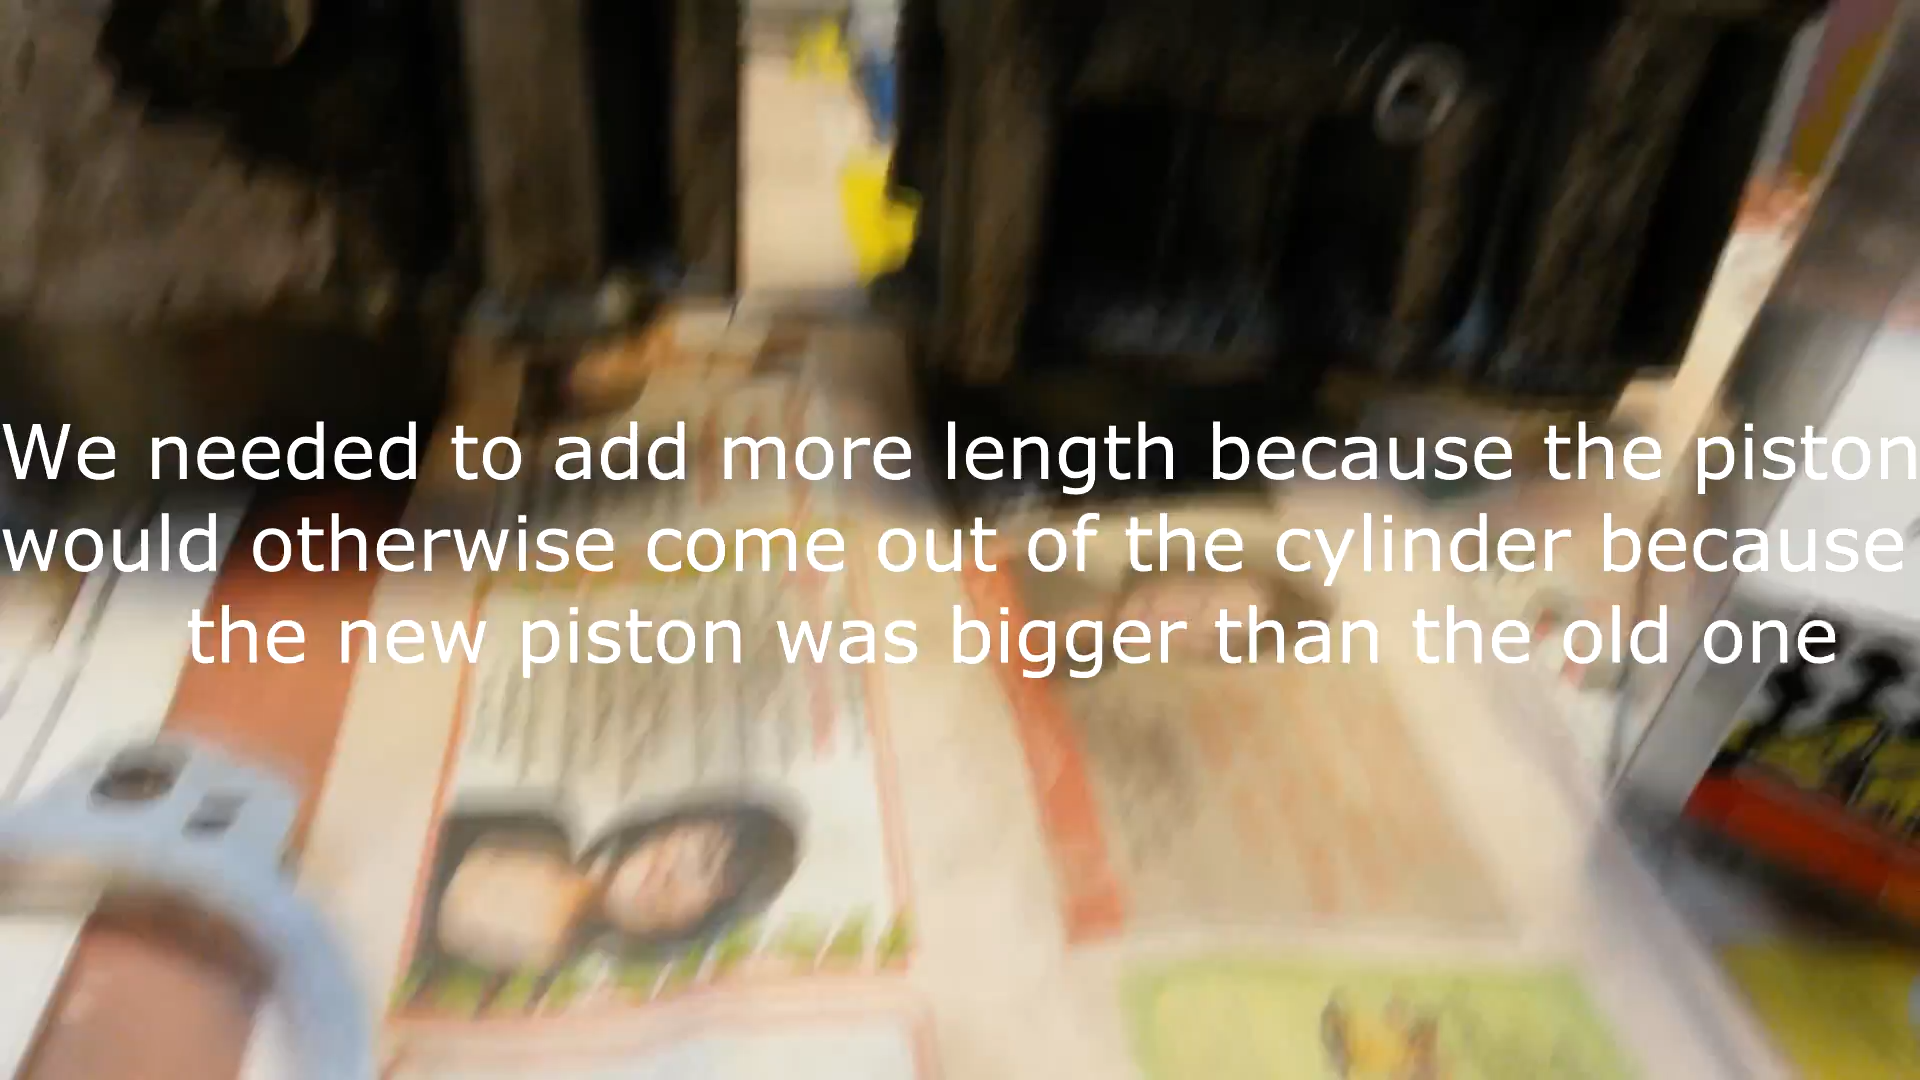 We needed to add more length because the piston
would otherwise come out of the cylinder because
the new piston was bigger than the old one